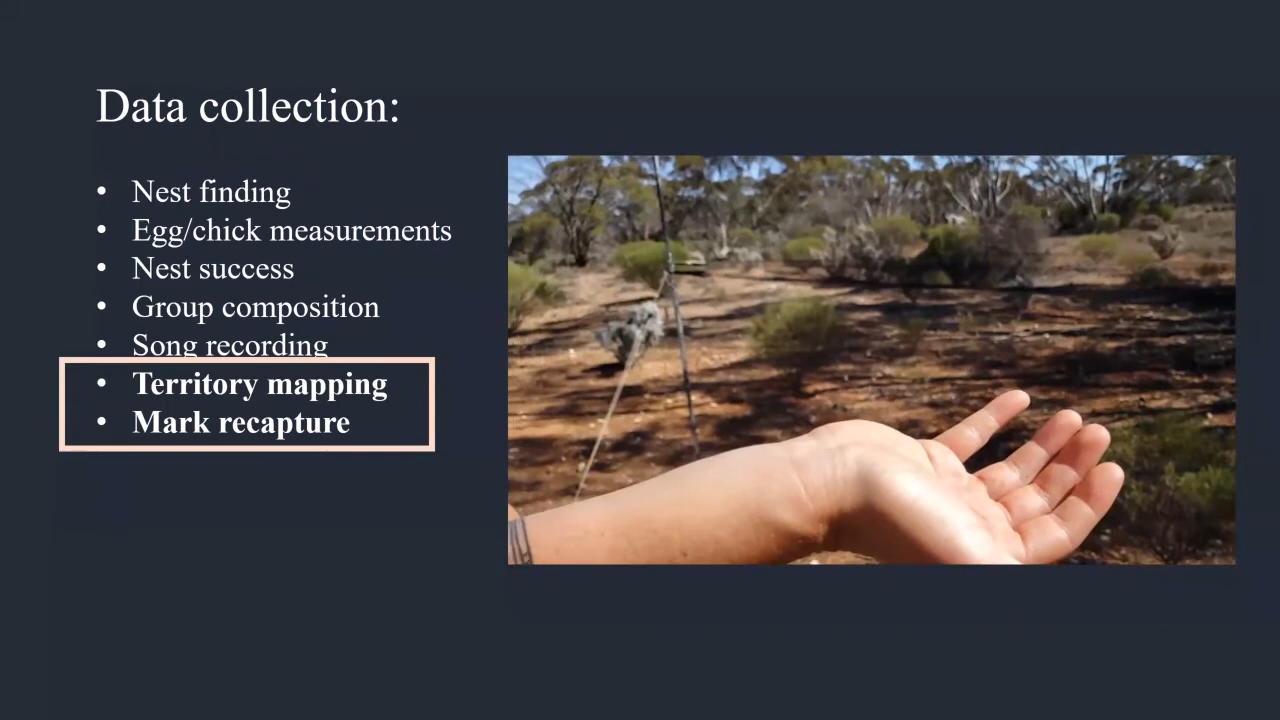 Data collection:
• Nest finding
• Egg/chick measurements
• Nest success
• Group composition
• Song recording
• Territory mapping
• Mark recapture